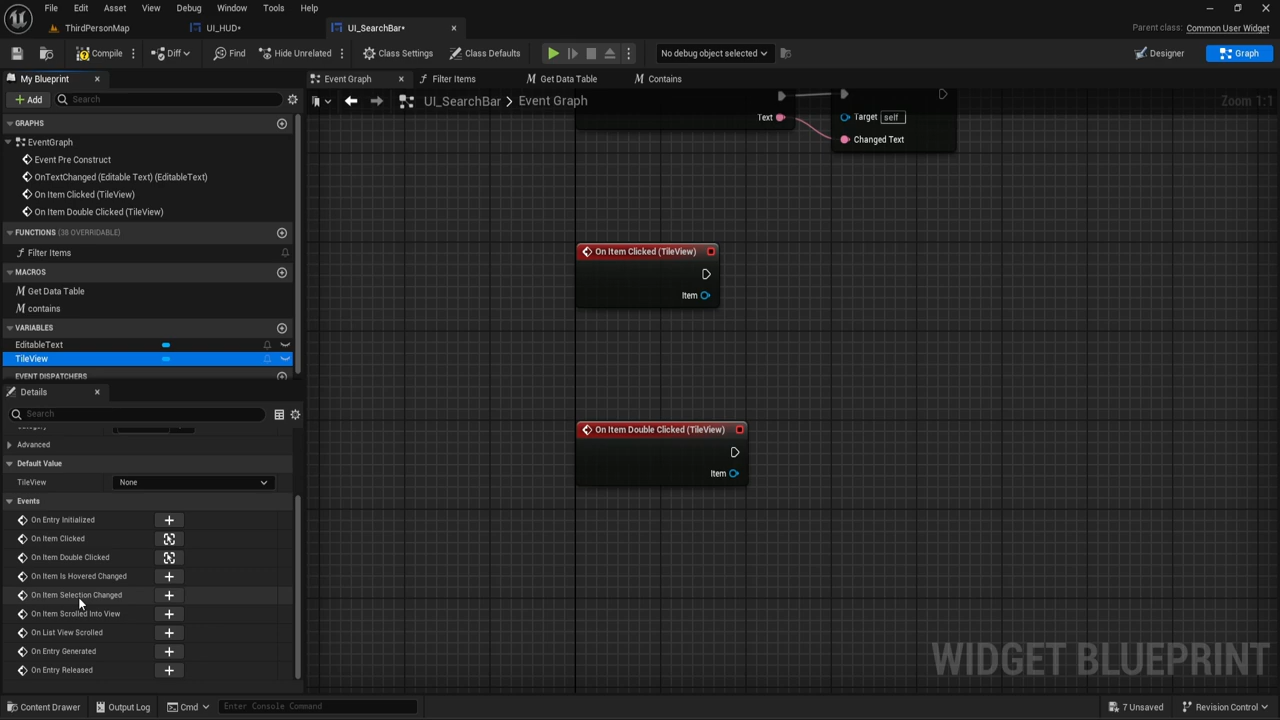 File Edit Asset View Debug Window Tools Help
ThirdPersonMap UI_HUD• UI_SearchBar•
Parent class: Common User Widget
Compile Diff Find Hide Unrelated Class Settings Class Defaults No debug object selected Designer Graph
My Blueprint
Event Graph Filter Items Get Data Table Contains
Add Search
UI_SearchBar > Event Graph
Zoom 1:1
GRAPHS
EventGraph
Event Pre Construct
OnTextChanged (Editable Text) (EditableText)
On Item Clicked (TileView)
On Item Double Clicked (TileView)
FUNCTIONS (38 OVERRIDABLE)
Filter Items
MACROS
Get Data Table
contains
VARIABLES
EditableText
TileView
EVENT DISPATCHERS
Details
Search
Advanced
Default Value
TileView None
Events
On Entry Initialized
On Item Clicked
On Item Double Clicked
On Item Is Hovered Changed
On Item Selection Changed
On Item Scrolled Into View
On List View Scrolled
On Entry Generated
On Entry Released
Text
Target self
Changed Text
On Item Clicked (TileView)
Item
On Item Double Clicked (TileView)
Item
WIDGET BLUEPRINT
Content Drawer Output Log Cmd Enter Console Command 7 Unsaved Revision Control